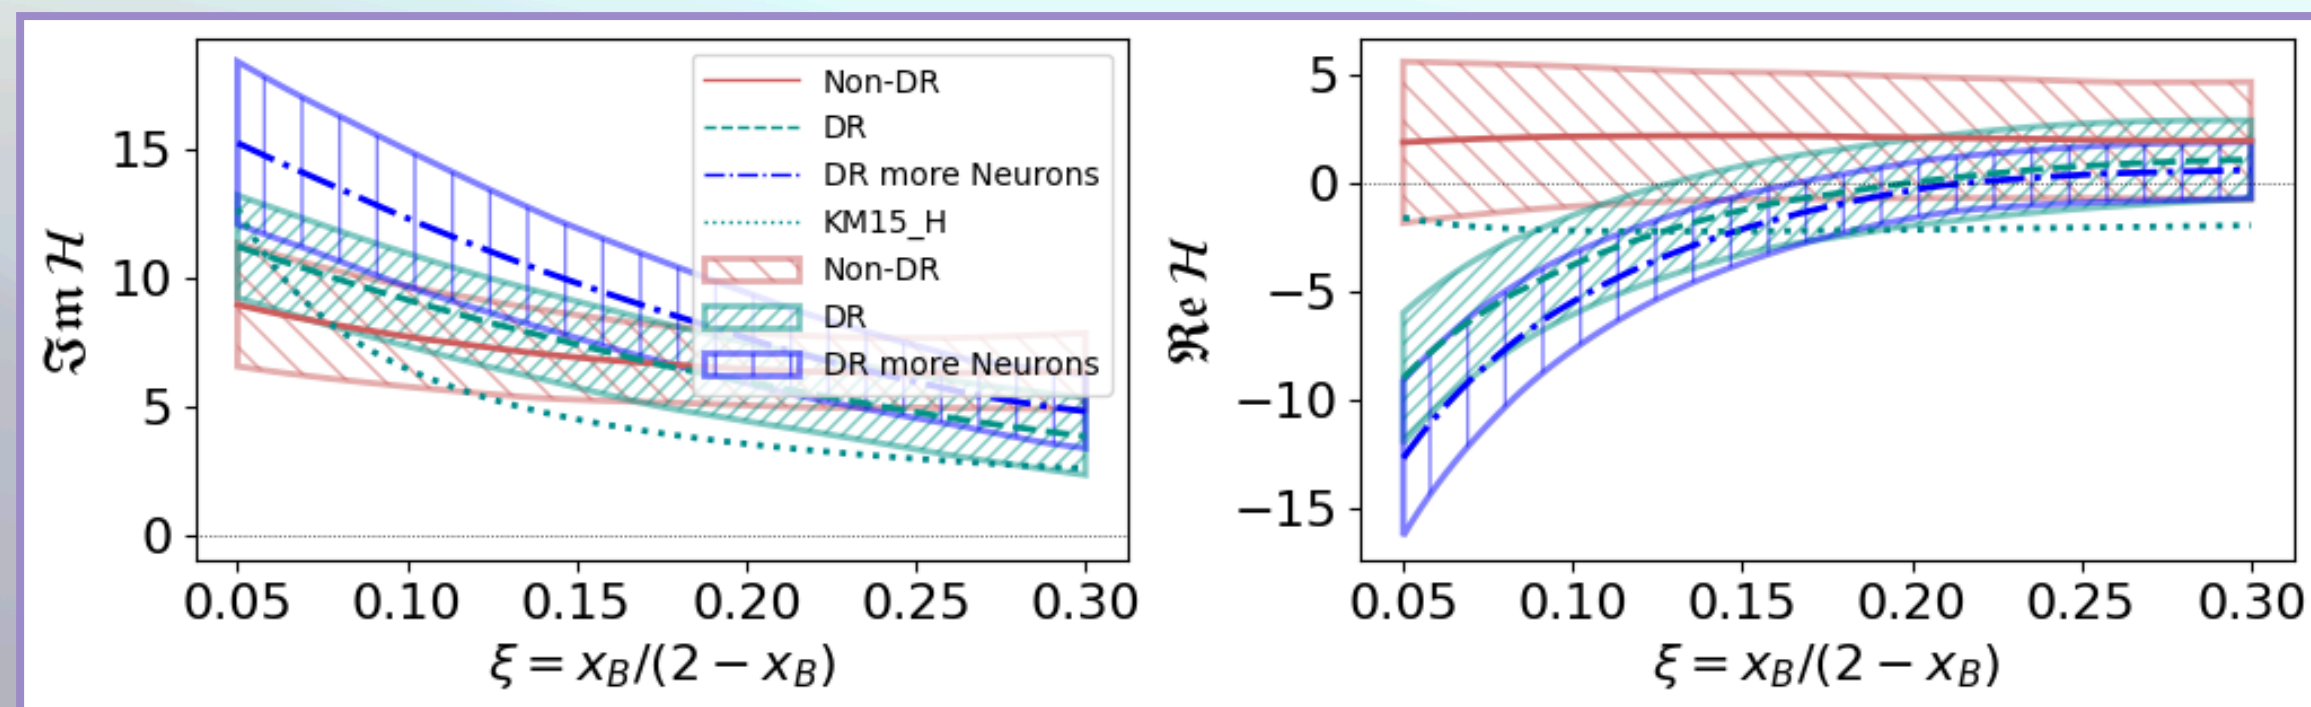 15
10
5
0
ℑm ℋ
Non-DR
DR
DR more Neurons
KM15_H
Non-DR
DR
DR more Neurons
0.05 0.10 0.15 0.20 0.25 0.30
ξ = x_B/(2 − x_B)
5
0
−5
−10
−15
ℜe ℋ
0.05 0.10 0.15 0.20 0.25 0.30
ξ = x_B/(2 − x_B)